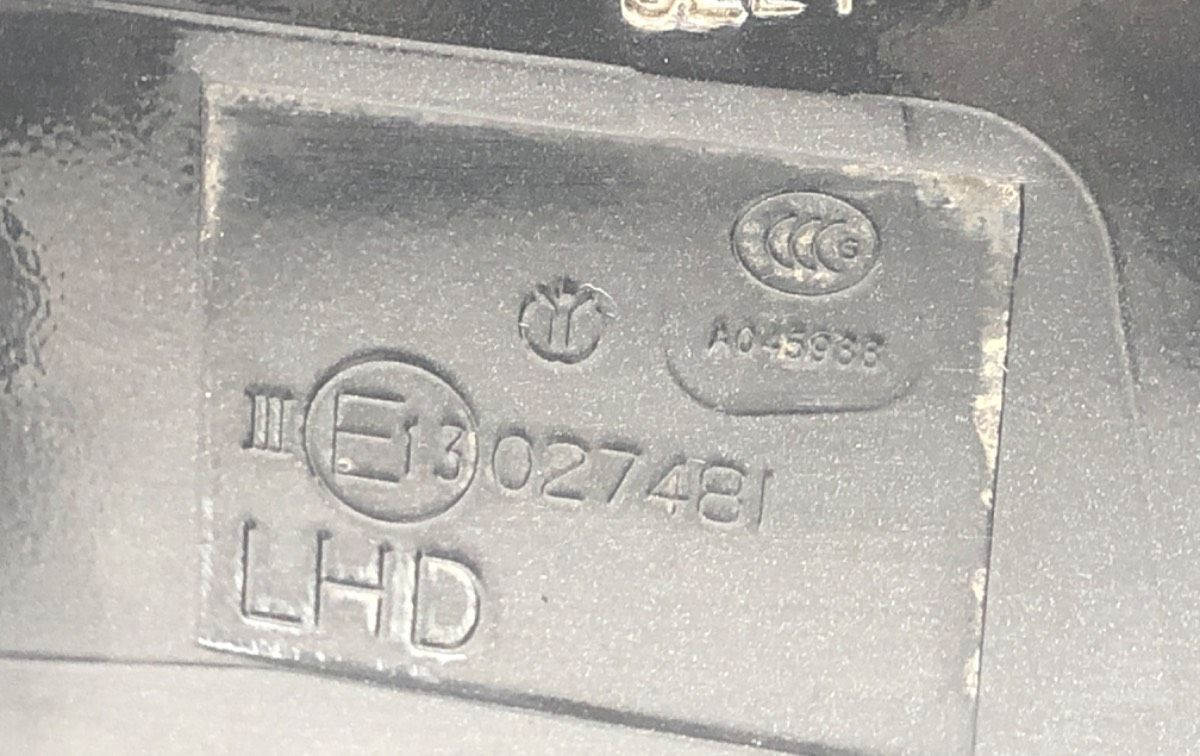 CCC S
A045988
III E13 027481
LHD